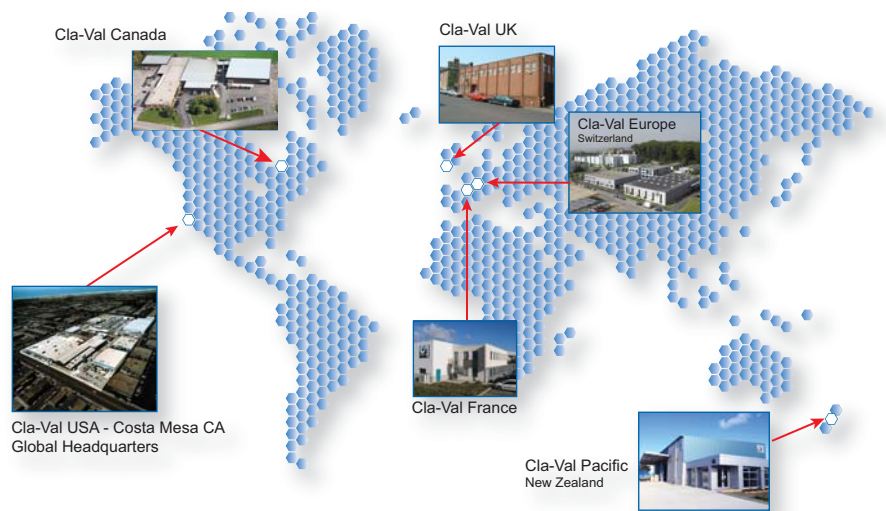 Cla-Val Canada
Cla-Val UK
Cla-Val Europe
Switzerland
Cla-Val USA - Costa Mesa CA
Global Headquarters
Cla-Val France
Cla-Val Pacific
New Zealand